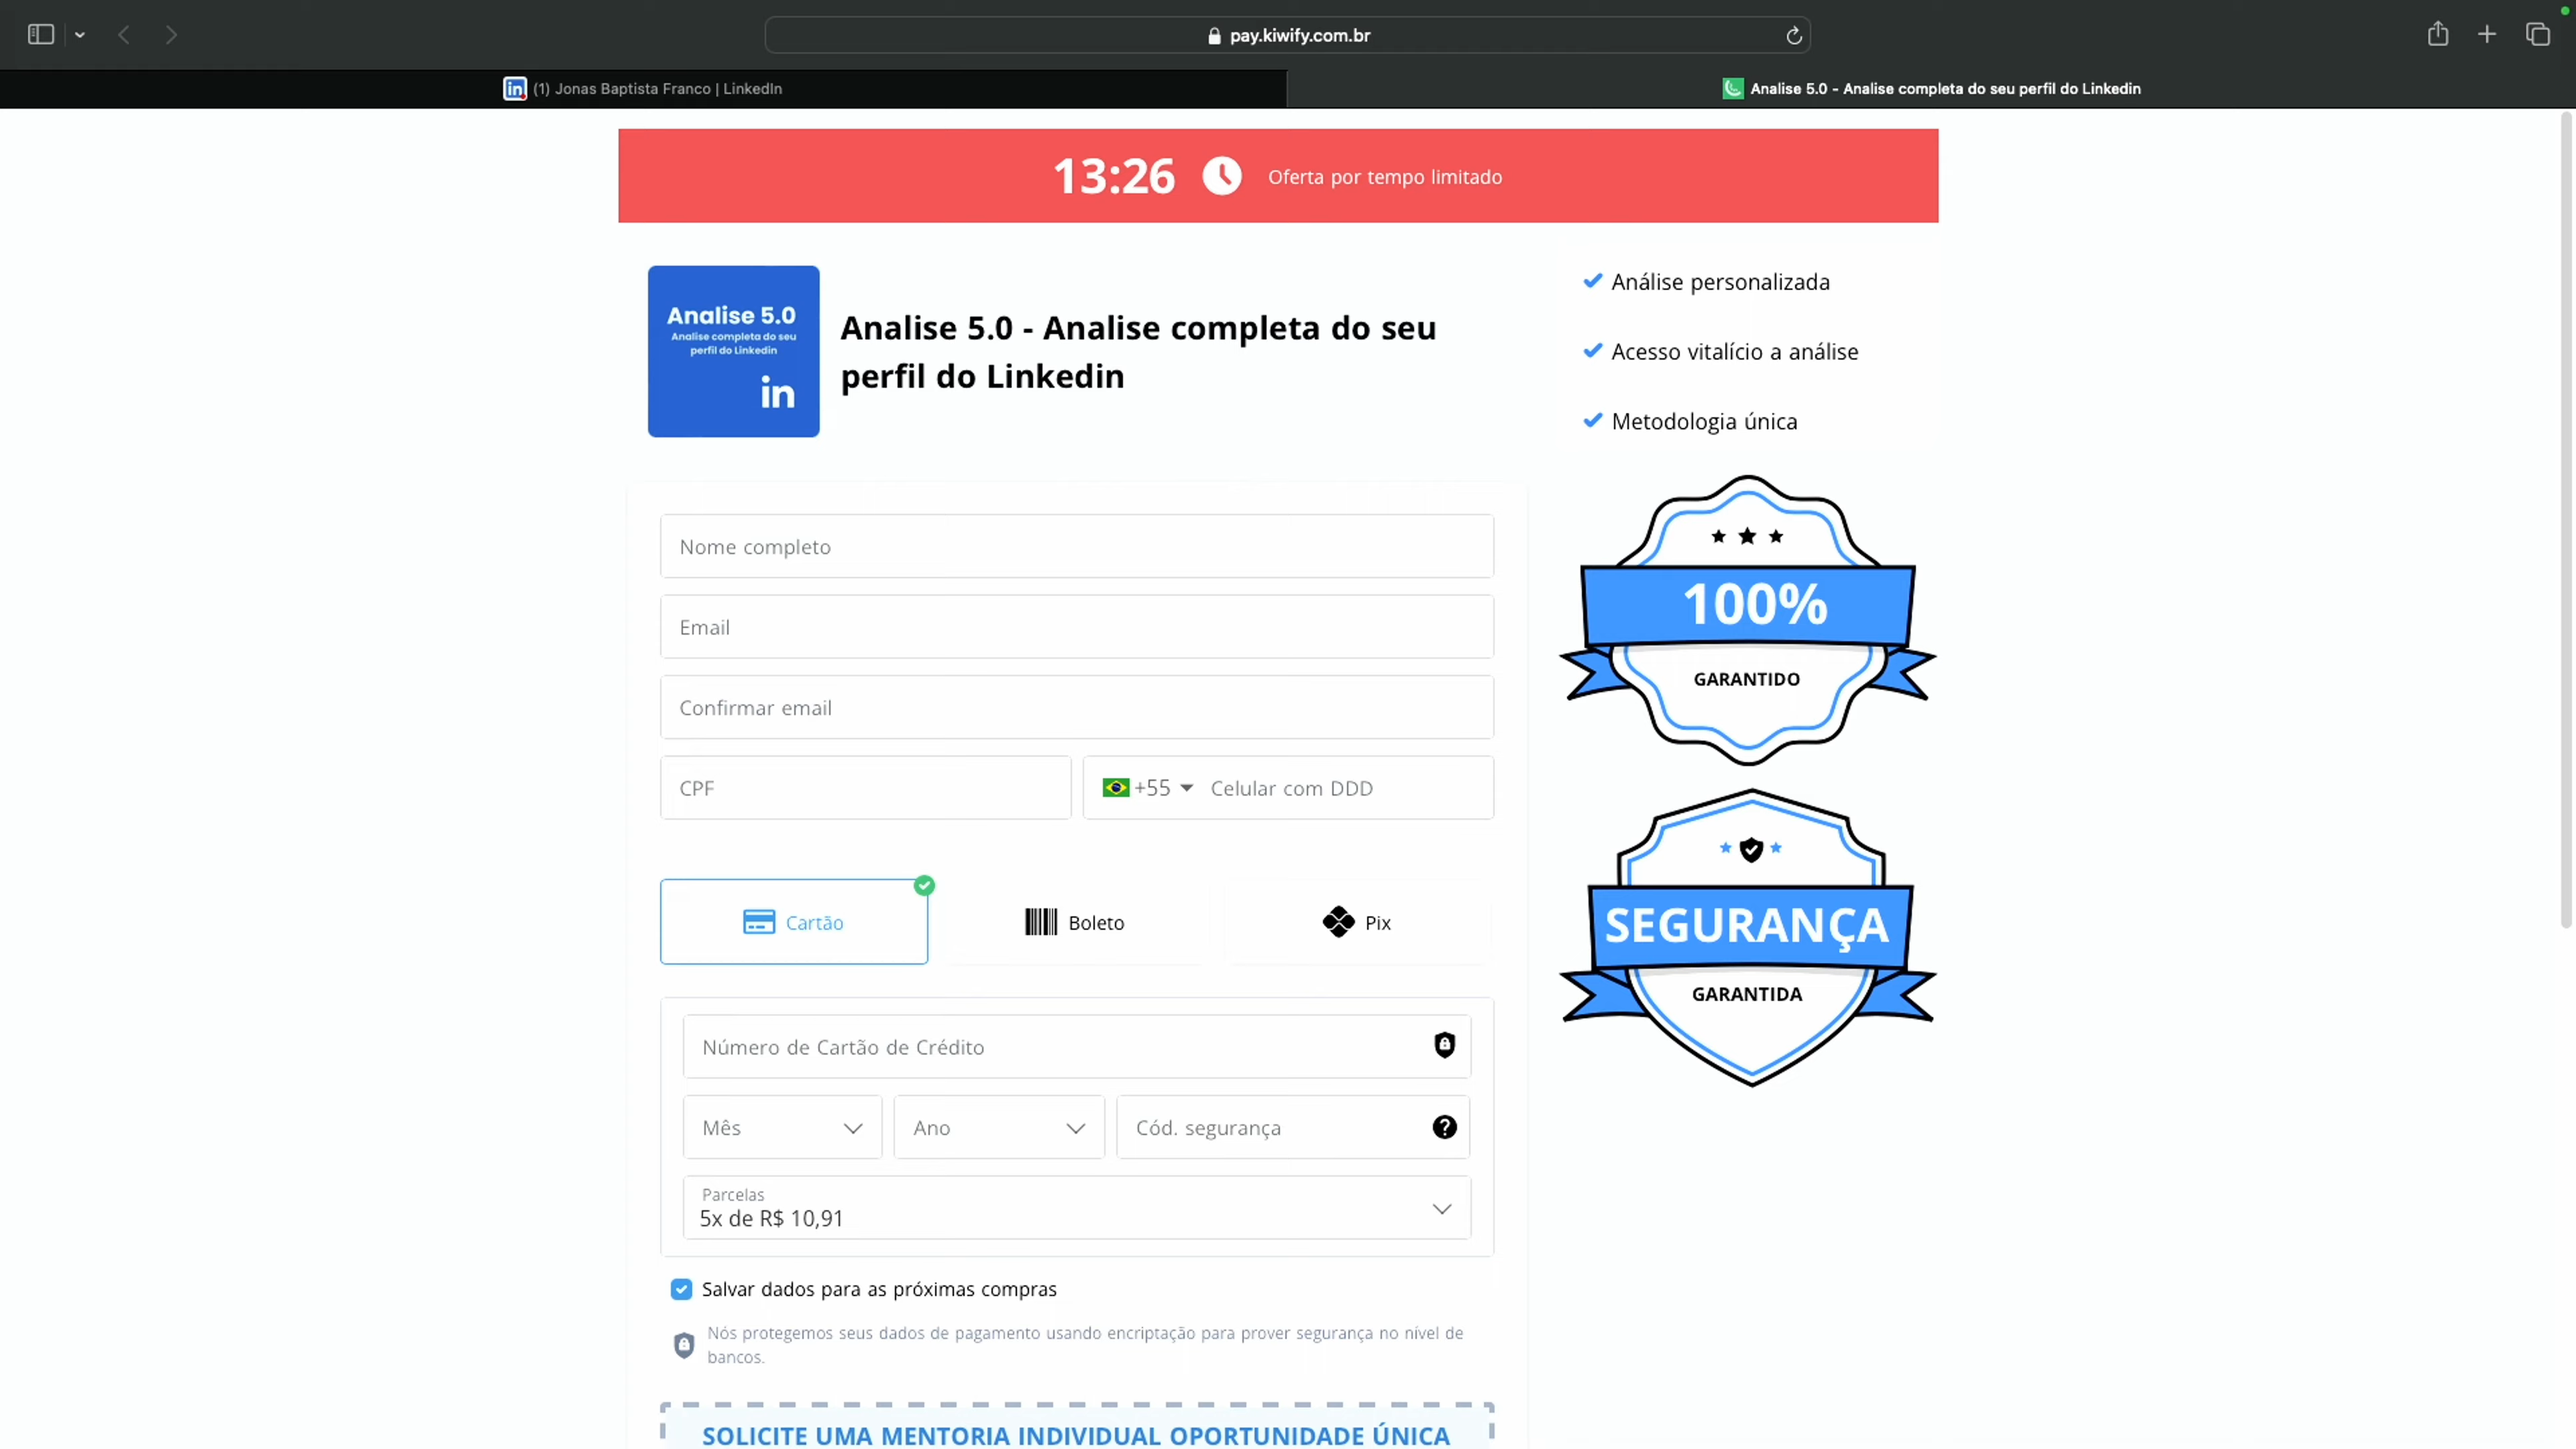 pay.kiwify.com.br
(1) Jonas Baptista Franco | LinkedIn
Analise 5.0 - Analise completa do seu perfil do Linkedin
13:26 Oferta por tempo limitado
Analise 5.0
Analise completa do seu
perfil do Linkedin
in
Analise 5.0 - Analise completa do seu
perfil do Linkedin
Análise personalizada
Acesso vitalício a análise
Metodologia única
100%
GARANTIDO
SEGURANÇA
GARANTIDA
Nome completo
Email
Confirmar email
CPF
+55 Celular com DDD
Cartão
Boleto
Pix
Número de Cartão de Crédito
Mês
Ano
Cód. segurança
Parcelas
5x de R$ 10,91
Salvar dados para as próximas compras
Nós protegemos seus dados de pagamento usando encriptação para prover segurança no nível de
bancos.
SOLICITE UMA MENTORIA INDIVIDUAL OPORTUNIDADE ÚNICA